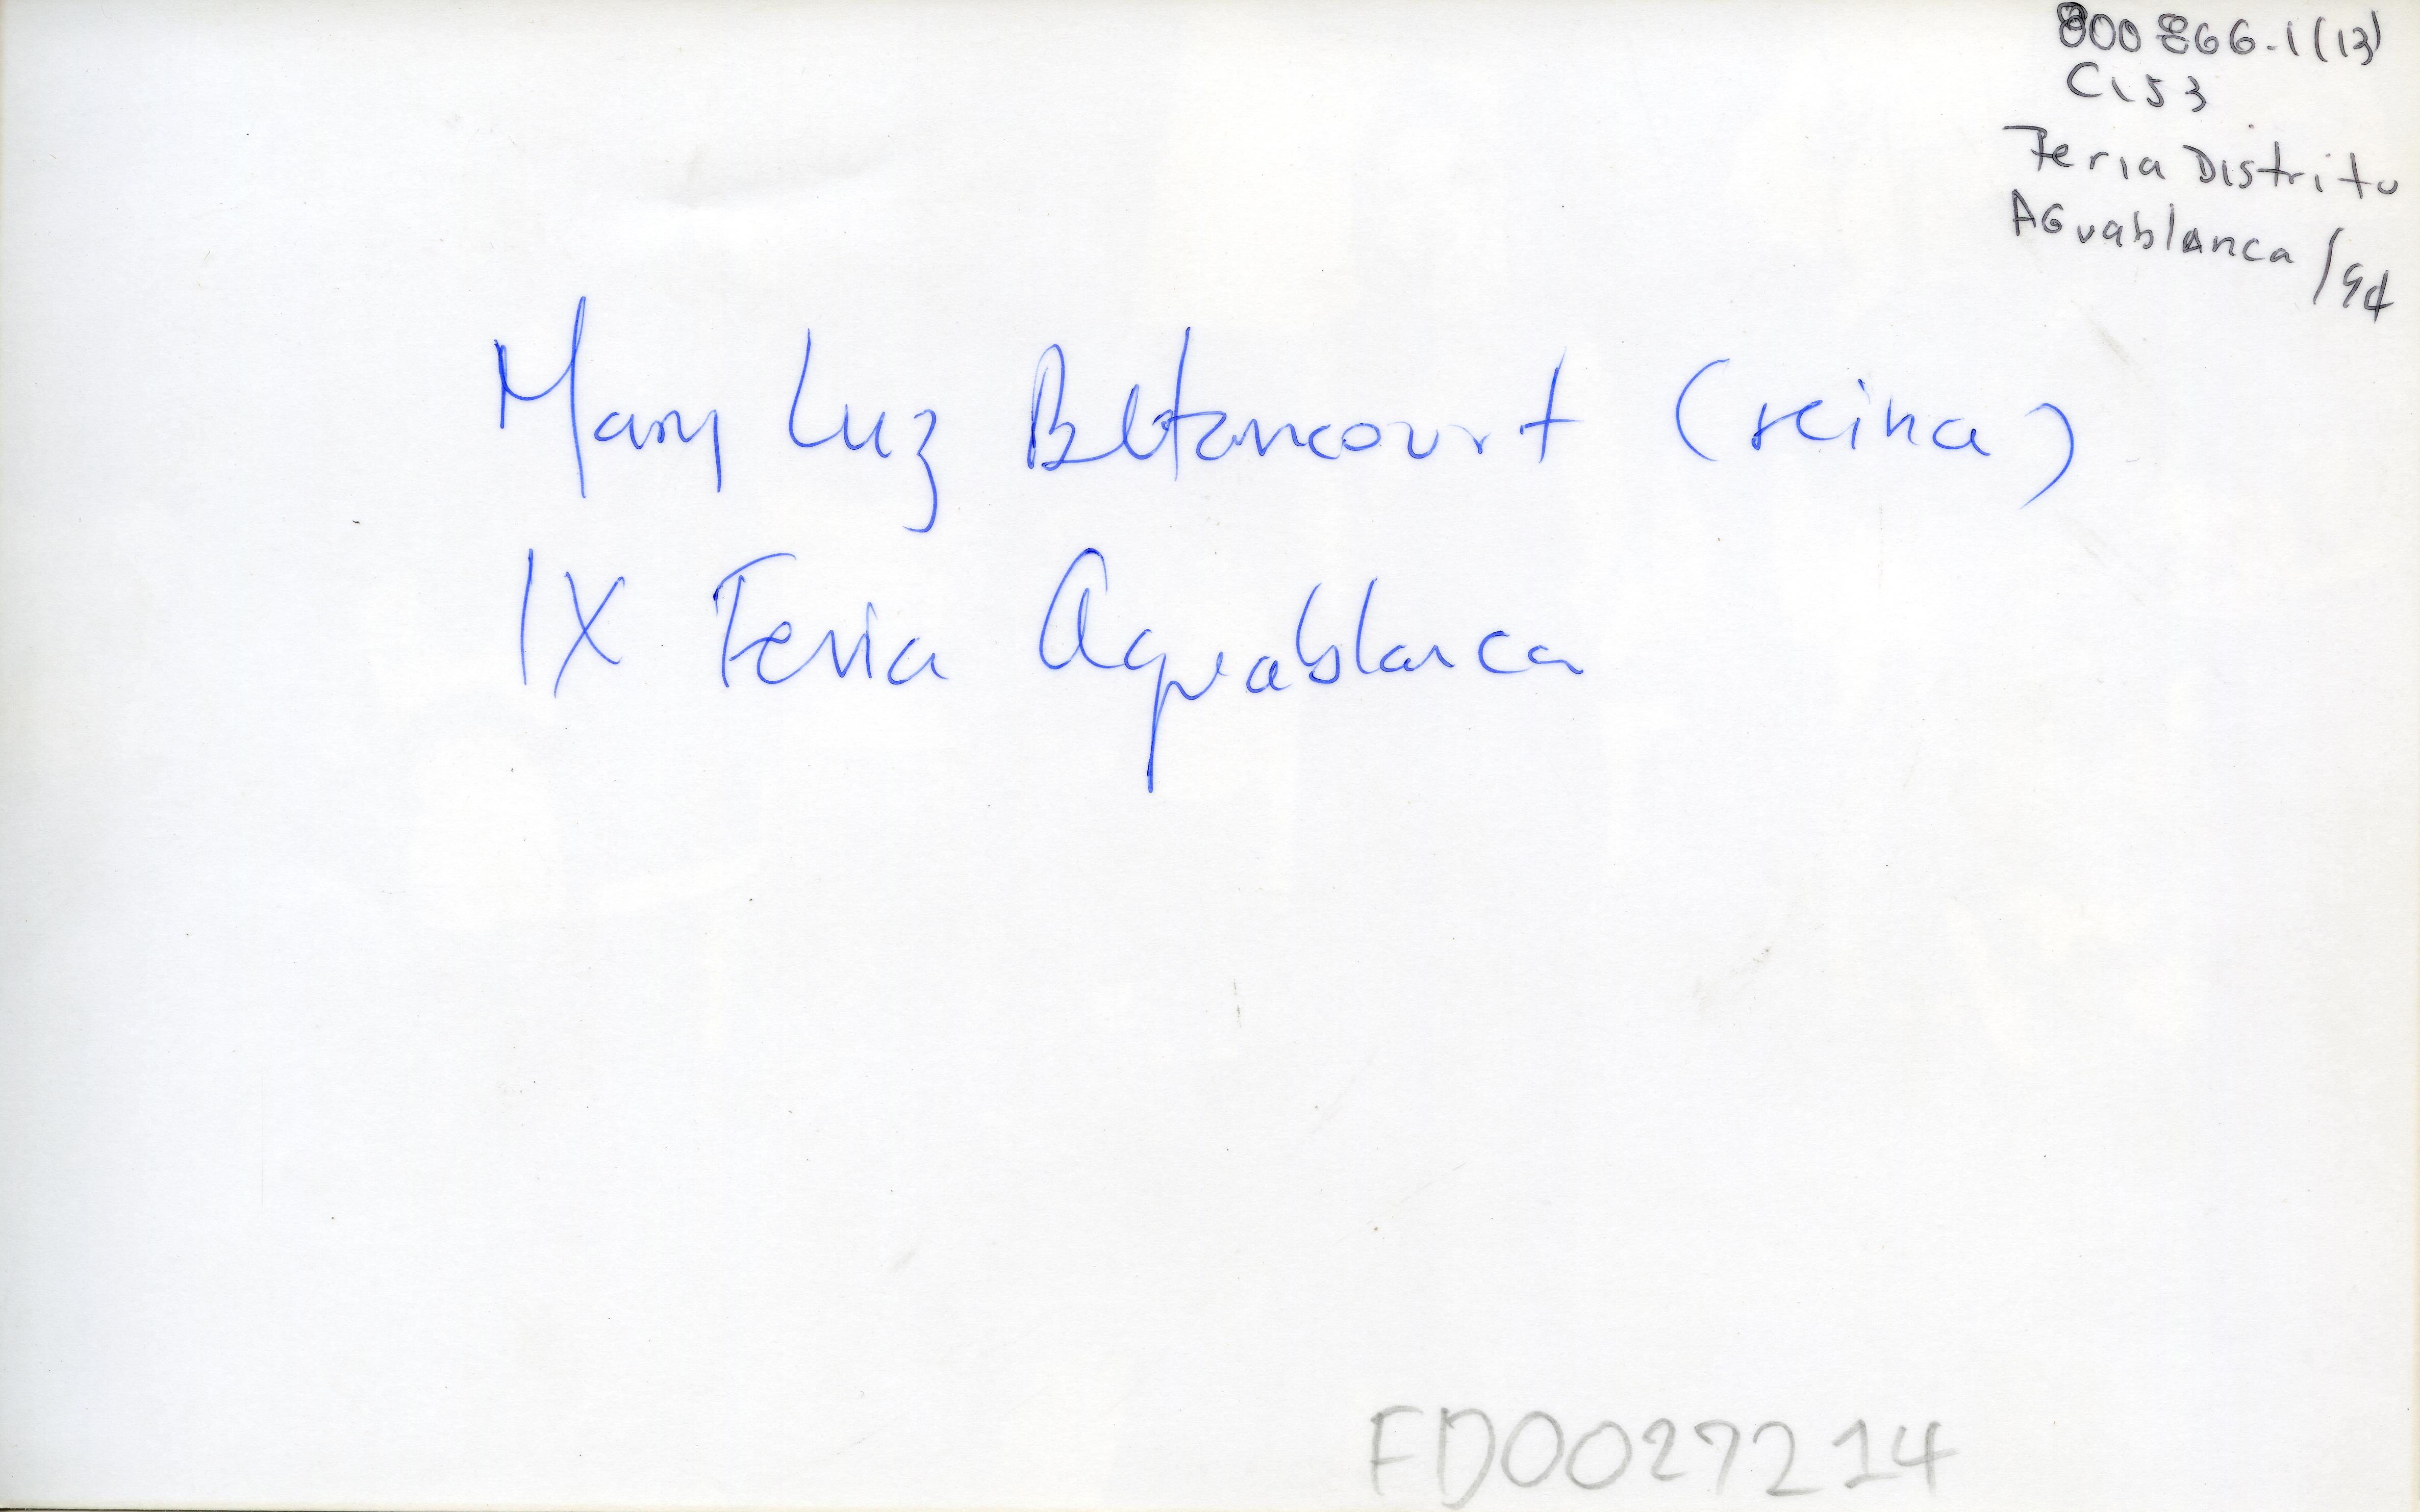 800 866.1(13)
C153
Feria Distrito
AGuablanca /94
Mary Luz Betancourt (reina)
IX Feria Aguablanca
FD0027214